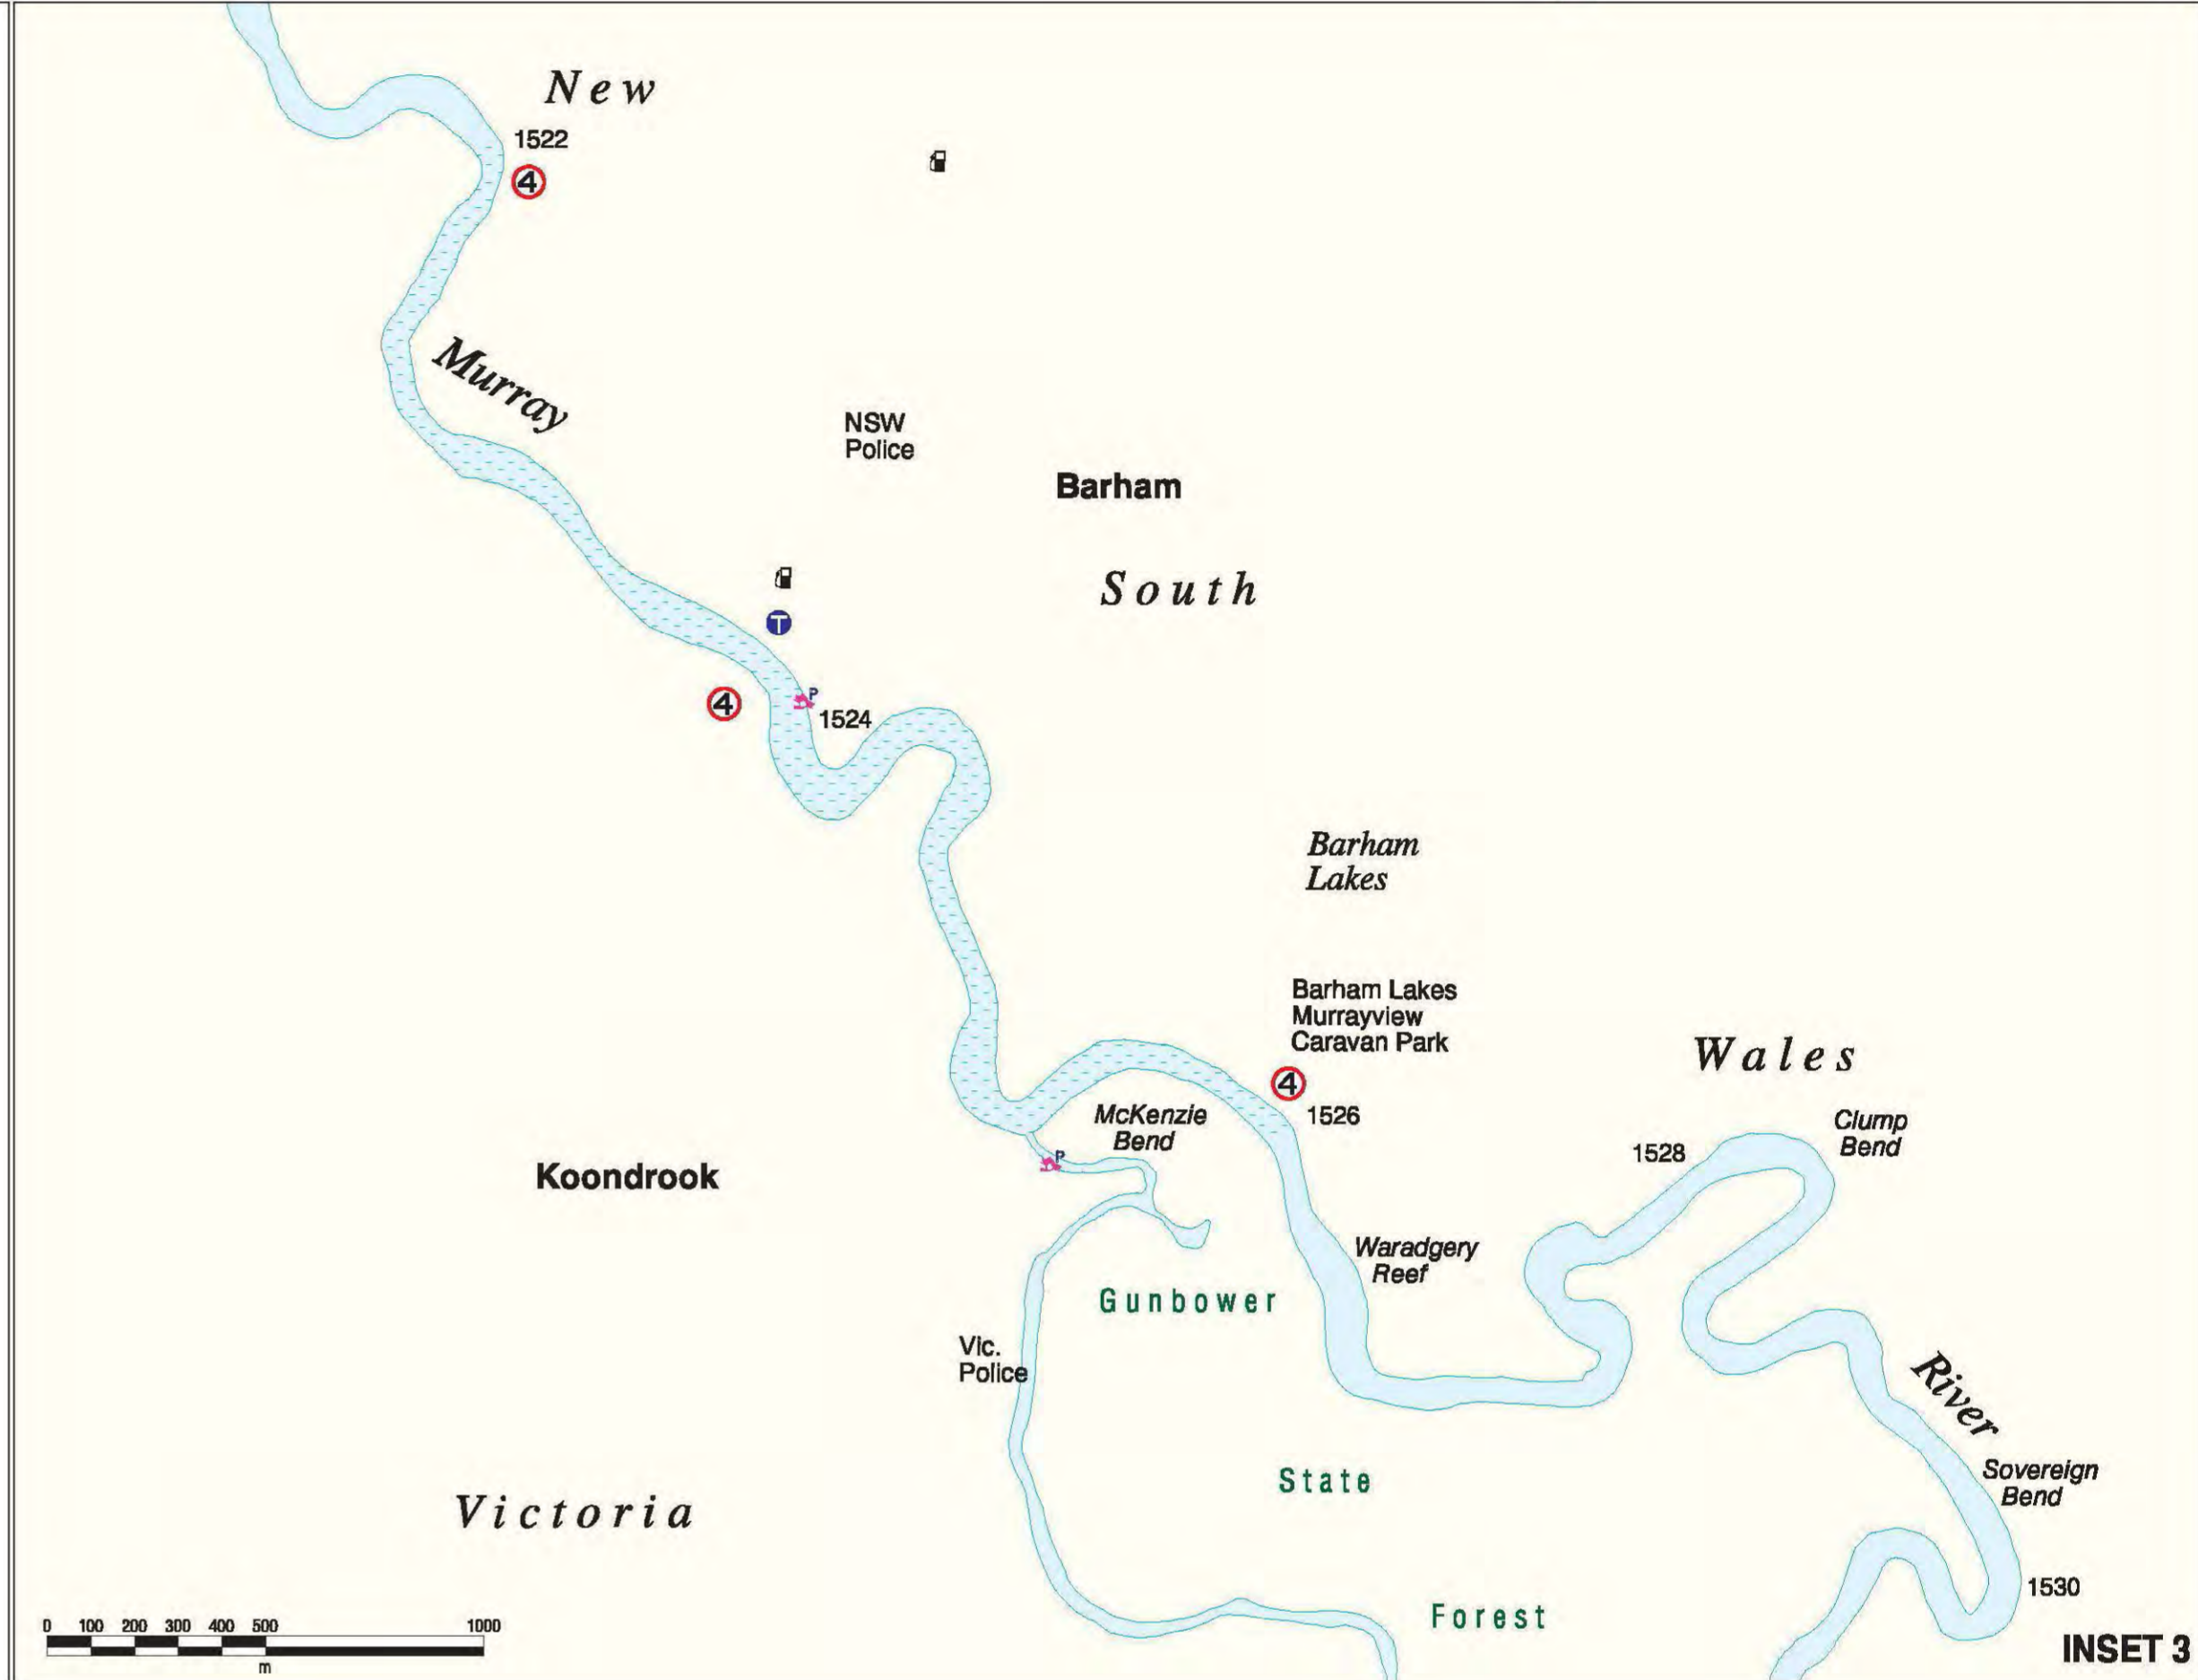 New
1522
4
Murray
NSW
Police
Barham
South
T
4
P
1524
Barham
Lakes
Barham Lakes
Murrayview
Caravan Park
4
1526
Wales
Clump
Bend
1528
McKenzie
Bend
P
Koondrook
Waradgery
Reef
Gunbower
Vic.
Police
River
Sovereign
Bend
State
Victoria
1530
Forest
0 100 200 300 400 500 1000
m
INSET 3